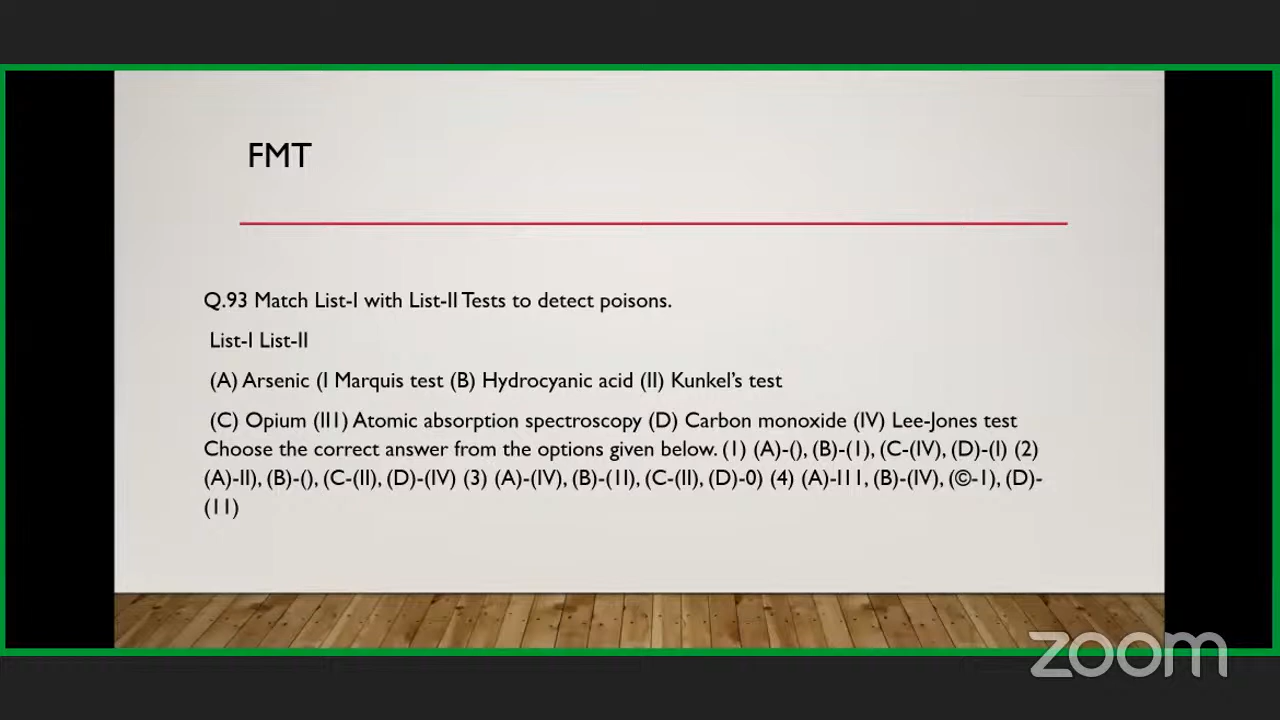 FMT
Q.93 Match List-I with List-II Tests to detect poisons.
List-I List-II
(A) Arsenic (I Marquis test (B) Hydrocyanic acid (II) Kunkel's test
(C) Opium (II1) Atomic absorption spectroscopy (D) Carbon monoxide (IV) Lee-Jones test
Choose the correct answer from the options given below. (1) (A)-(), (B)-(1), (C-(IV), (D)-(I) (2)
(A)-II), (B)-(), (C-(II), (D)-(IV) (3) (A)-(IV), (B)-(1I), (C-(II), (D)-0) (4) (A)-I11, (B)-(IV), (©-1), (D)-
(11)
zoom